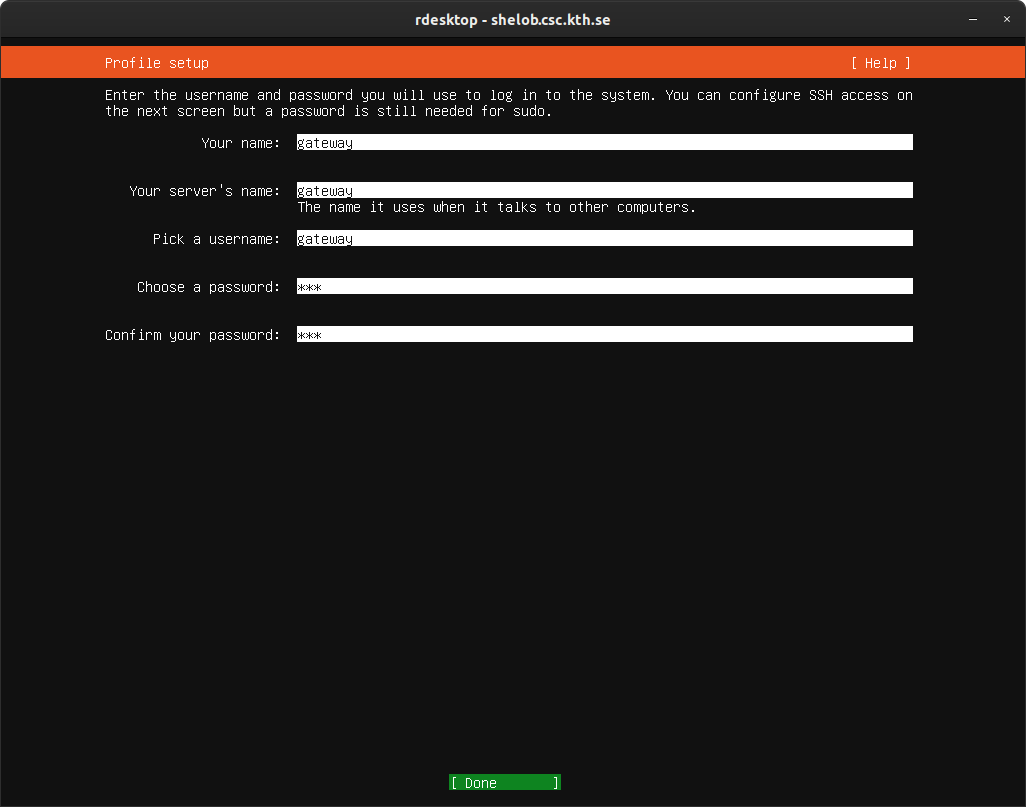 rdesktop - shelob.csc.kth.se
Profile setup [ Help ]
Enter the username and password you will use to log in to the system. You can configure SSH access on
the next screen but a password is still needed for sudo.
Your name: gateway
Your server's name: gateway
The name it uses when it talks to other computers.
Pick a username: gateway
Choose a password: ***
Confirm your password: ***
[ Done ]